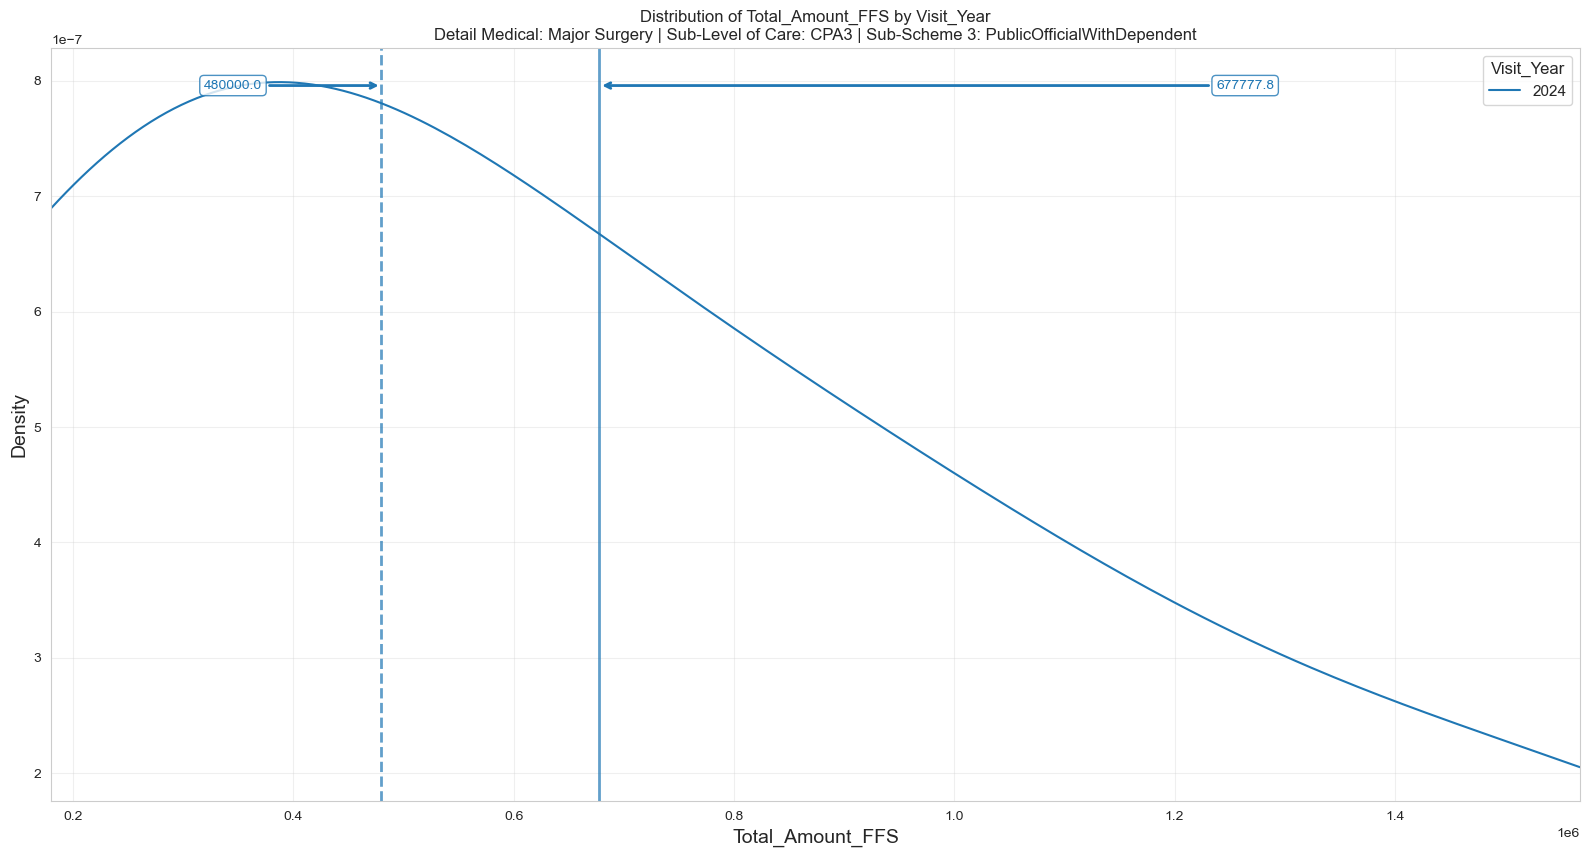 Distribution of Total_Amount_FFS by Visit_Year
Detail Medical: Major Surgery | Sub-Level of Care: CPA3 | Sub-Scheme 3: PublicOfficialWithDependent
1e−7
8
7
6
5
4
3
2
Density
480000.0
677777.8
Visit_Year
2024
0.2
0.4
0.6
0.8
1.0
1.2
1.4
1e6
Total_Amount_FFS